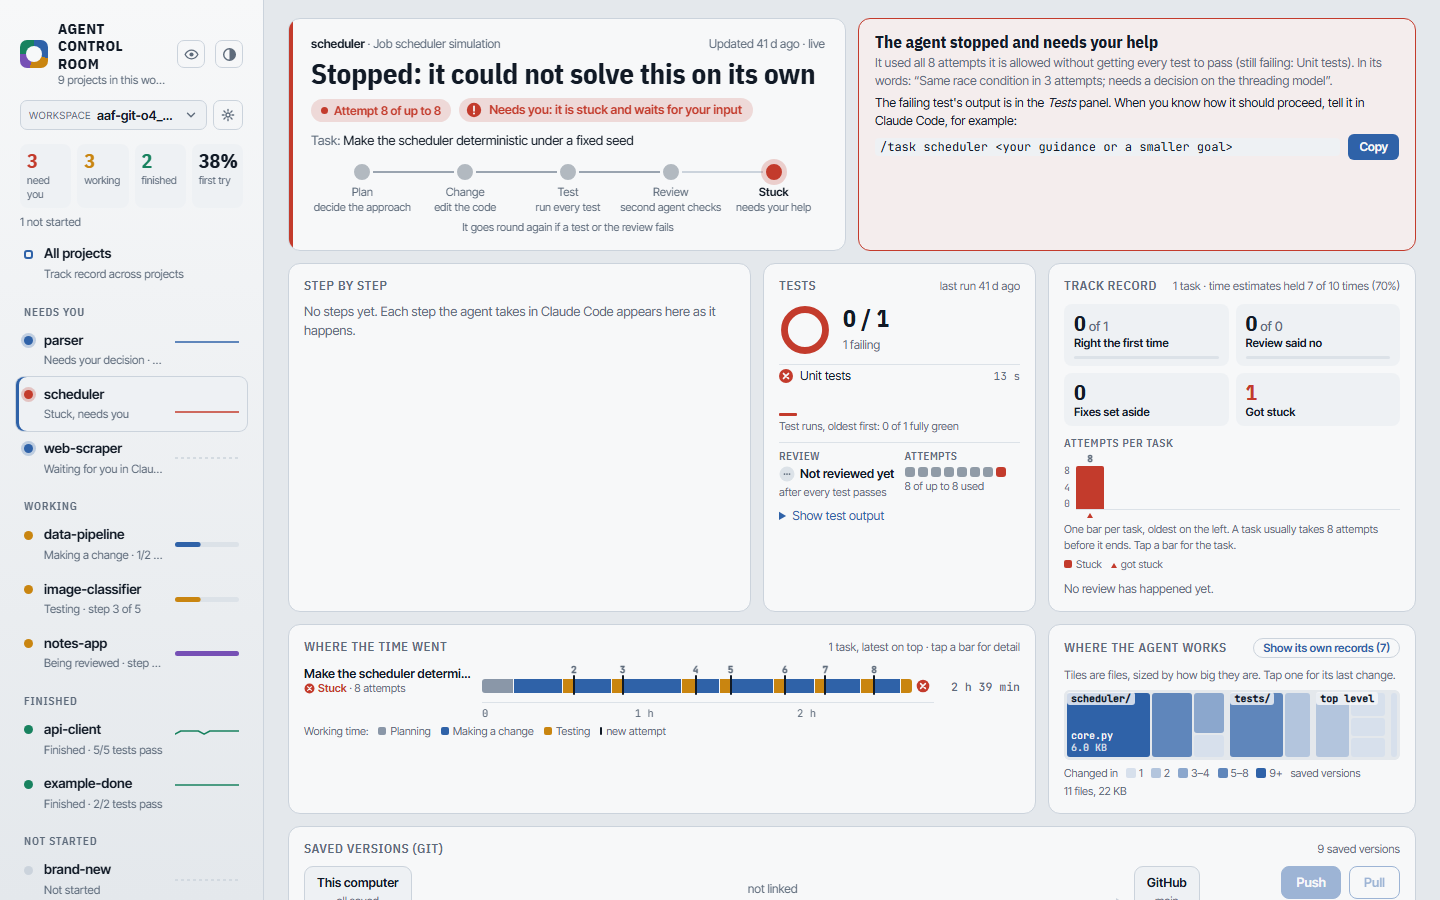 AGENT
CONTROL
ROOM
9 projects in this wo...
WORKSPACE aaf-git-o4_...
3 need you
3 working
2 finished
38% first try
1 not started
All projects
Track record across projects
NEEDS YOU
parser
Needs your decision · ...
scheduler
Stuck, needs you
web-scraper
Waiting for you in Clau...
WORKING
data-pipeline
Making a change · 1/2 ...
image-classifier
Testing · step 3 of 5
notes-app
Being reviewed · step ...
FINISHED
api-client
Finished · 5/5 tests pass
example-done
Finished · 2/2 tests pass
NOT STARTED
brand-new
Not started
scheduler · Job scheduler simulation
Updated 41 d ago · live
Stopped: it could not solve this on its own
Attempt 8 of up to 8
Needs you: it is stuck and waits for your input
Task: Make the scheduler deterministic under a fixed seed
Plan
decide the approach
Change
edit the code
Test
run every test
Review
second agent checks
Stuck
needs your help
It goes round again if a test or the review fails
The agent stopped and needs your help
It used all 8 attempts it is allowed without getting every test to pass (still failing: Unit tests). In its
words: “Same race condition in 3 attempts; needs a decision on the threading model”.
The failing test's output is in the Tests panel. When you know how it should proceed, tell it in
Claude Code, for example:
/task scheduler <your guidance or a smaller goal>
Copy
STEP BY STEP
No steps yet. Each step the agent takes in Claude Code appears here as it
happens.
TESTS
last run 41 d ago
0 / 1
1 failing
Unit tests 13 s
Test runs, oldest first: 0 of 1 fully green
REVIEW
Not reviewed yet
after every test passes
ATTEMPTS
8 of up to 8 used
Show test output
TRACK RECORD
1 task · time estimates held 7 of 10 times (70%)
0 of 1
Right the first time
0 of 0
Review said no
0
Fixes set aside
1
Got stuck
ATTEMPTS PER TASK
8
8
4
0
One bar per task, oldest on the left. A task usually takes 8 attempts
before it ends. Tap a bar for the task.
Stuck got stuck
No review has happened yet.
WHERE THE TIME WENT
1 task, latest on top · tap a bar for detail
Make the scheduler determi...
Stuck · 8 attempts
2 3 4 5 6 7 8
2 h 39 min
0 1 h 2 h
Working time: Planning Making a change Testing new attempt
WHERE THE AGENT WORKS
Show its own records (7)
Tiles are files, sized by how big they are. Tap one for its last change.
scheduler/ tests/ top level
core.py
6.0 KB
Changed in 1 2 3–4 5–8 9+ saved versions
11 files, 22 KB
SAVED VERSIONS (GIT)
9 saved versions
This computer
not linked
GitHub
Push
Pull